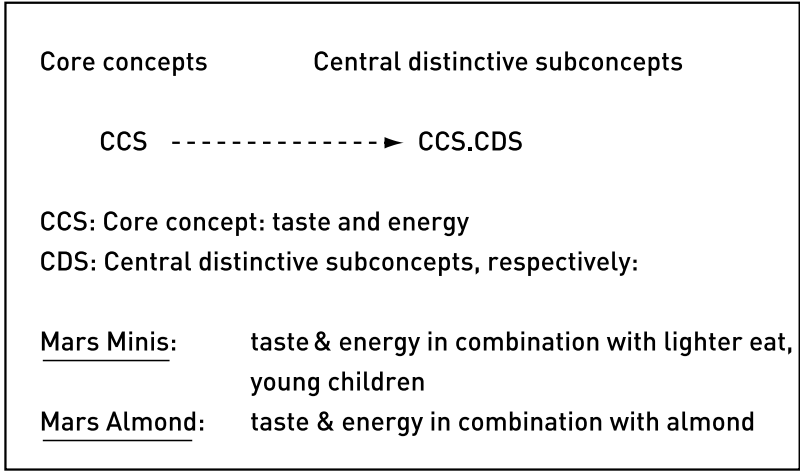 Core concepts Central distinctive subconcepts
CCS CCS.CDS
CCS: Core concept: taste and energy
CDS: Central distinctive subconcepts, respectively:
Mars Minis: taste & energy in combination with lighter eat,
young children
Mars Almond: taste & energy in combination with almond